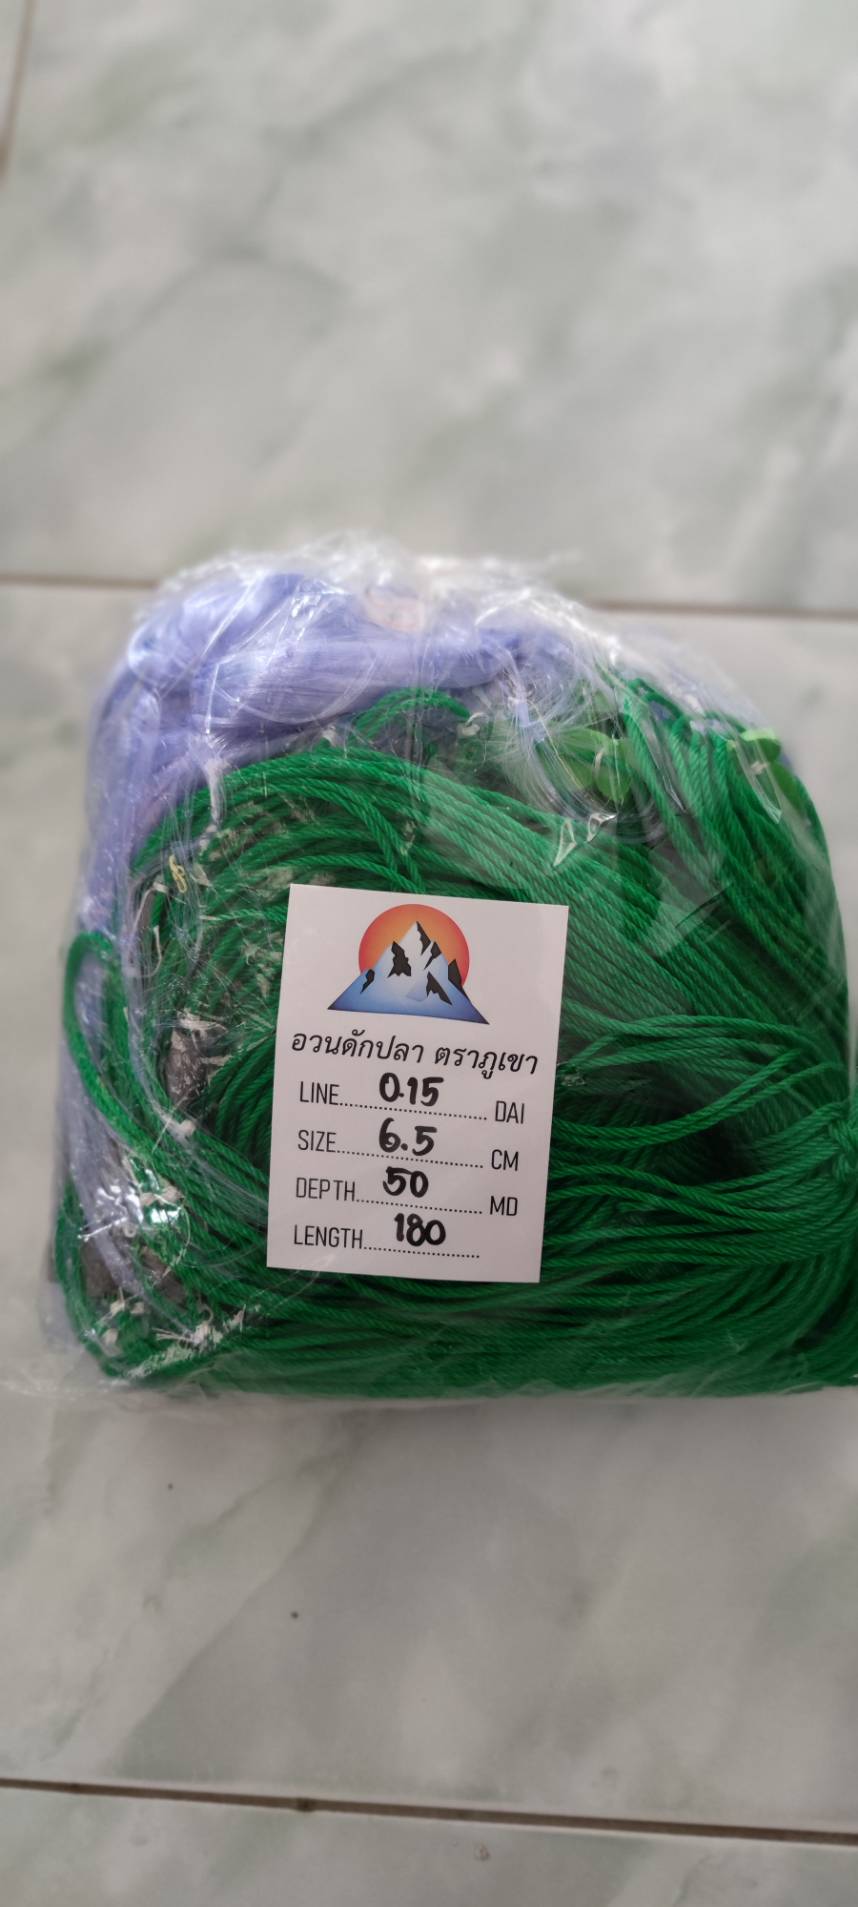 อวนดักปลา ตราภูเขา
LINE.......0.15.......... DAI
SIZE.......6.5.......... CM
DEPTH.......50.......... MD
LENGTH.......180..........